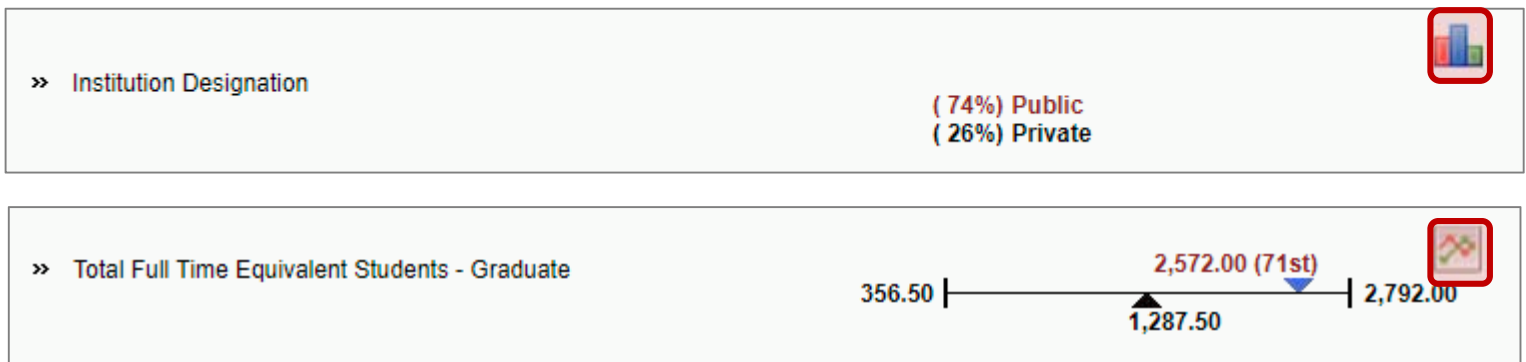 » Institution Designation
( 74%) Public
( 26%) Private
» Total Full Time Equivalent Students - Graduate
2,572.00 (71st)
356.50 2,792.00
1,287.50